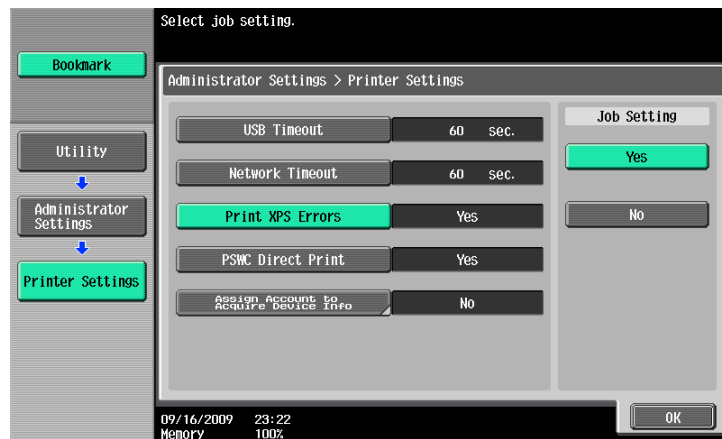 Select job setting.
Bookmark
Administrator Settings > Printer Settings
Utility
Administrator
Settings
Printer Settings
USB Timeout 60 sec.
Network Timeout 60 sec.
Print XPS Errors Yes
PSWC Direct Print Yes
Assign Account to
Acquire Device Info No
Job Setting
Yes
No
09/16/2009 23:22
Memory 100%
OK